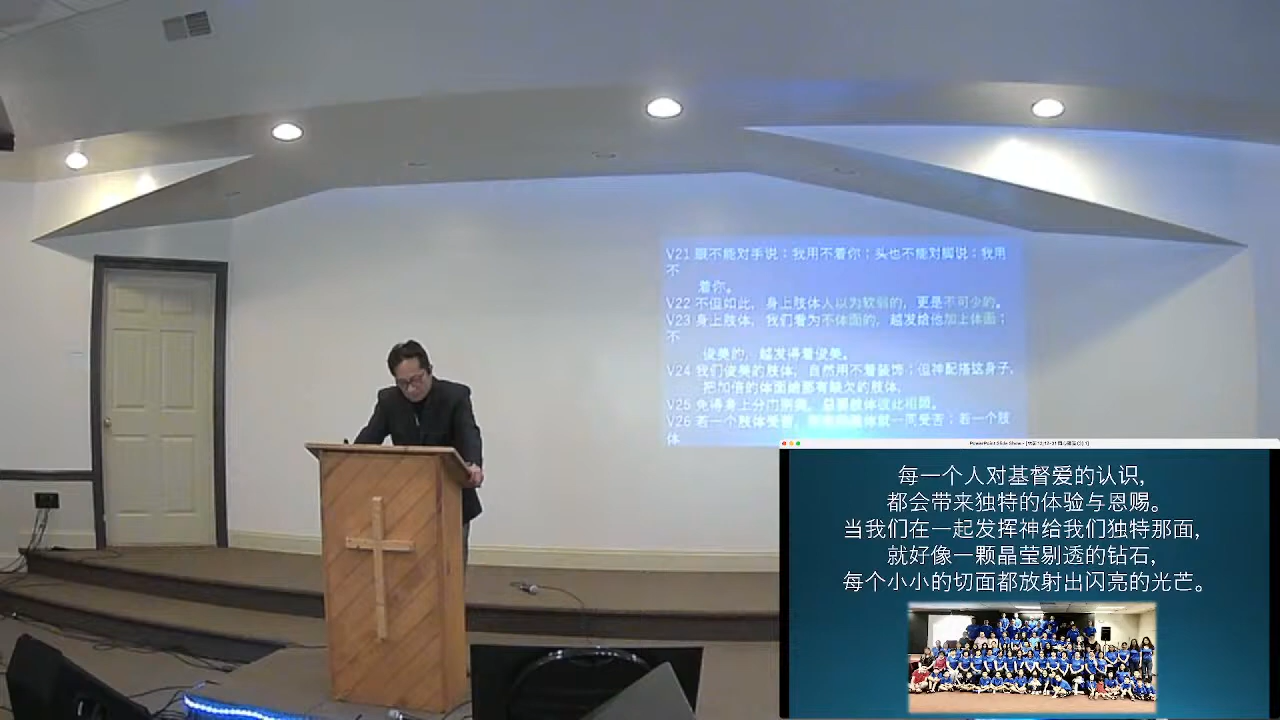 V21 眼不能对手说：我用不着你；头也不能对脚说：我用
不
着你。
V22 不但如此，身上肢体人以为软弱的，更是不可少的。
V23 身上肢体，我们看为不体面的，越发给他加上体面；
不
俊美的，越发得着俊美。
V24 我们俊美的肢体，自然用不着装饰；但神配搭这身子，
把加倍的体面给那有缺欠的肢体，
V25 免得身上分门别类，总要肢体彼此相顾。
V26 若一个肢体受苦，肢体就一同受苦；若一个肢
体
PowerPoint Slide Show - [
每一个人对基督爱的认识,
都会带来独特的体验与恩赐。
当我们在一起发挥神给我们独特那面,
就好像一颗晶莹剔透的钻石,
每个小小的切面都放射出闪亮的光芒。